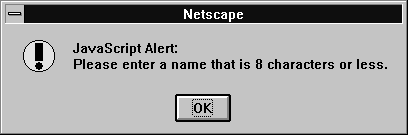 Netscape
JavaScript Alert:
Please enter a name that is 8 characters or less.
OK